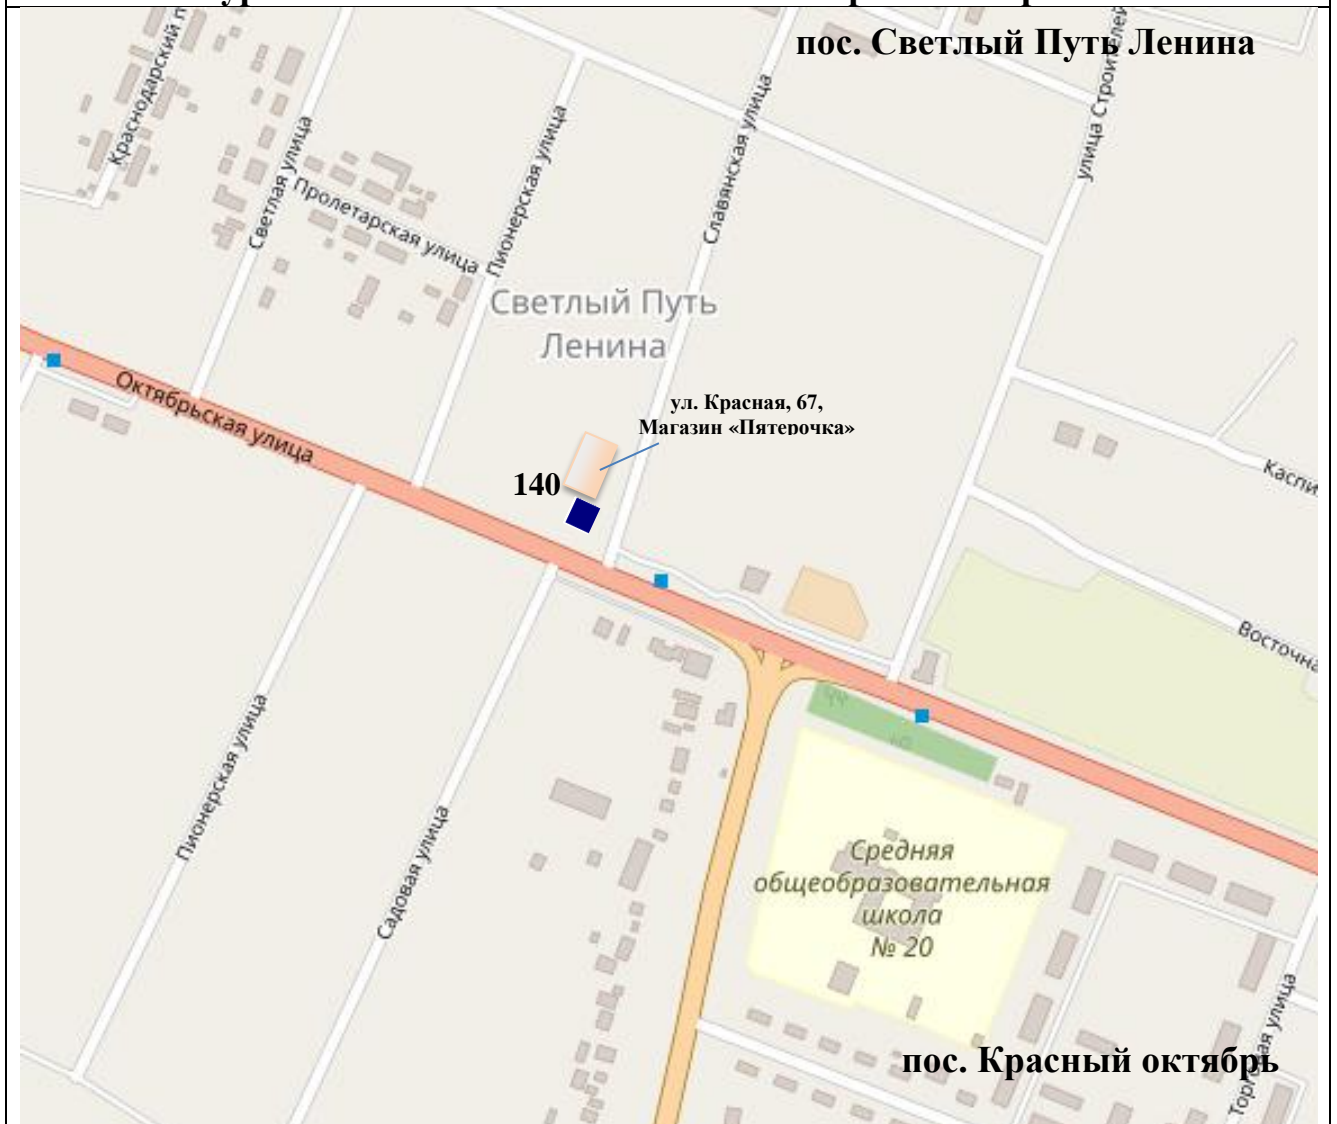 пос. Светлый Путь Ленина
Краснодарский п
Светлая улица
Пролетарская улица
Пионерская улица
Славянская улица
улица Строителей
Светлый Путь
Ленина
Октябрьская улица
ул. Красная, 67,
Магазин «Пятерочка»
140
Каспи
Восточна
Пионерская улица
Садовая улица
Средняя
общеобразовательная
школа
№ 20
пос. Красный октябрь
Торговая улица